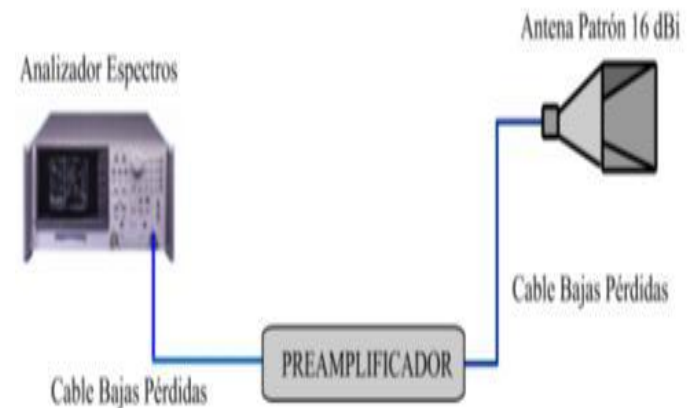 Antena Patrón 16 dBi
Analizador Espectros
Cable Bajas Pérdidas
PREAMPLIFICADOR
Cable Bajas Pérdidas